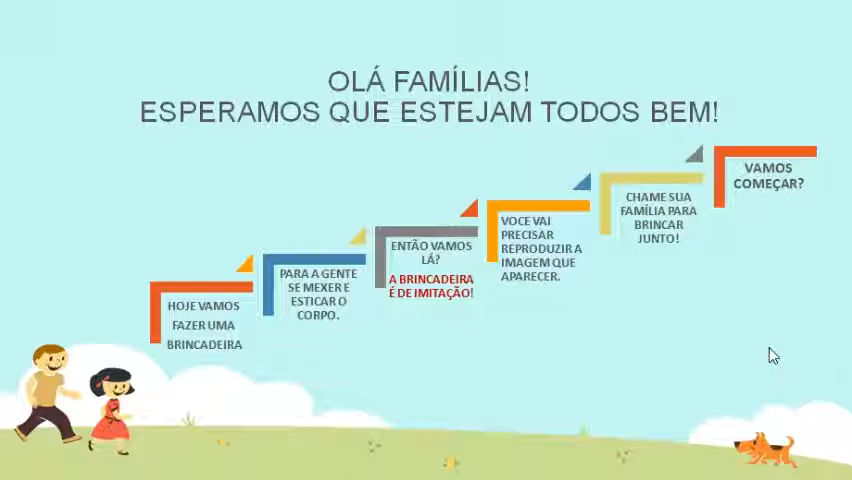 OLÁ FAMÍLIAS!
ESPERAMOS QUE ESTEJAM TODOS BEM!
HOJE VAMOS
FAZER UMA
BRINCADEIRA
PARA A GENTE
SE MEXER E
ESTICAR O
CORPO.
ENTÃO VAMOS
LÁ?
A BRINCADEIRA
É DE IMITAÇÃO!
VOCE VAI
PRECISAR
REPRODUZIR A
IMAGEM QUE
APARECER.
CHAME SUA
FAMÍLIA PARA
BRINCAR
JUNTO!
VAMOS
COMEÇAR?